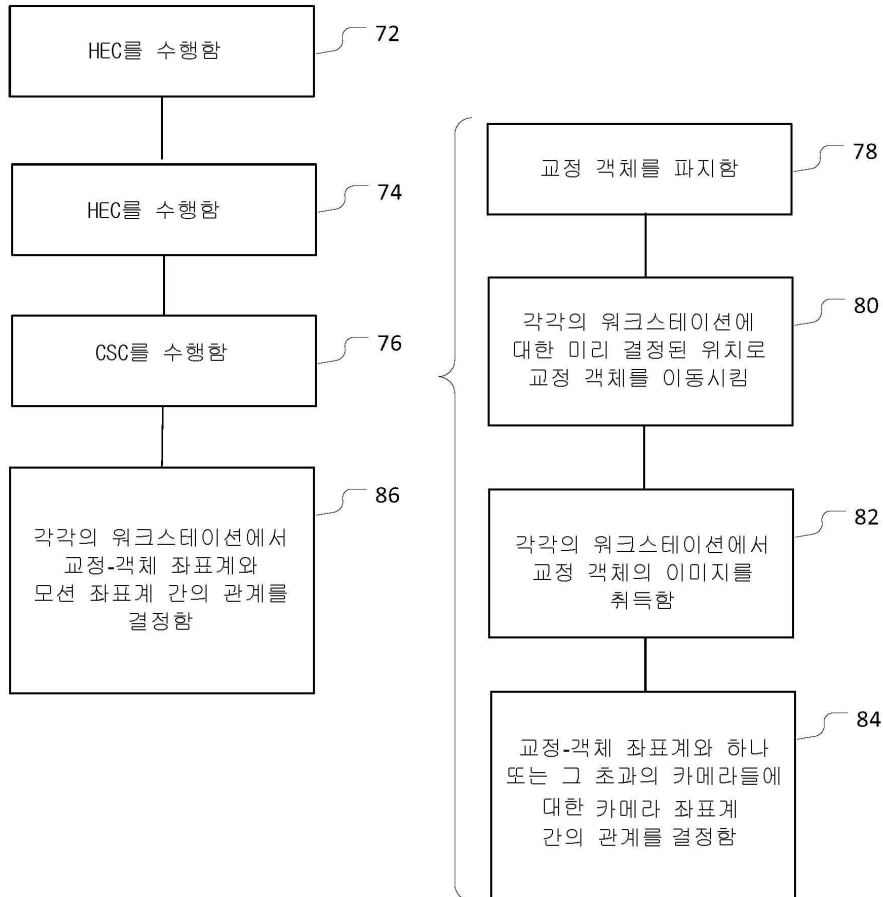 HEC를 수행함
72
HEC를 수행함
74
CSC를 수행함
76
각각의 워크스테이션에서
교정-객체 좌표계와
모션 좌표계 간의 관계를
결정함
86
교정 객체를 파지함
78
각각의 워크스테이션에
대한 미리 결정된 위치로
교정 객체를 이동시킴
80
각각의 워크스테이션에서
교정 객체의 이미지를
취득함
82
교정-객체 좌표계와 하나
또는 그 초과의 카메라들에
대한 카메라 좌표계
간의 관계를 결정함
84